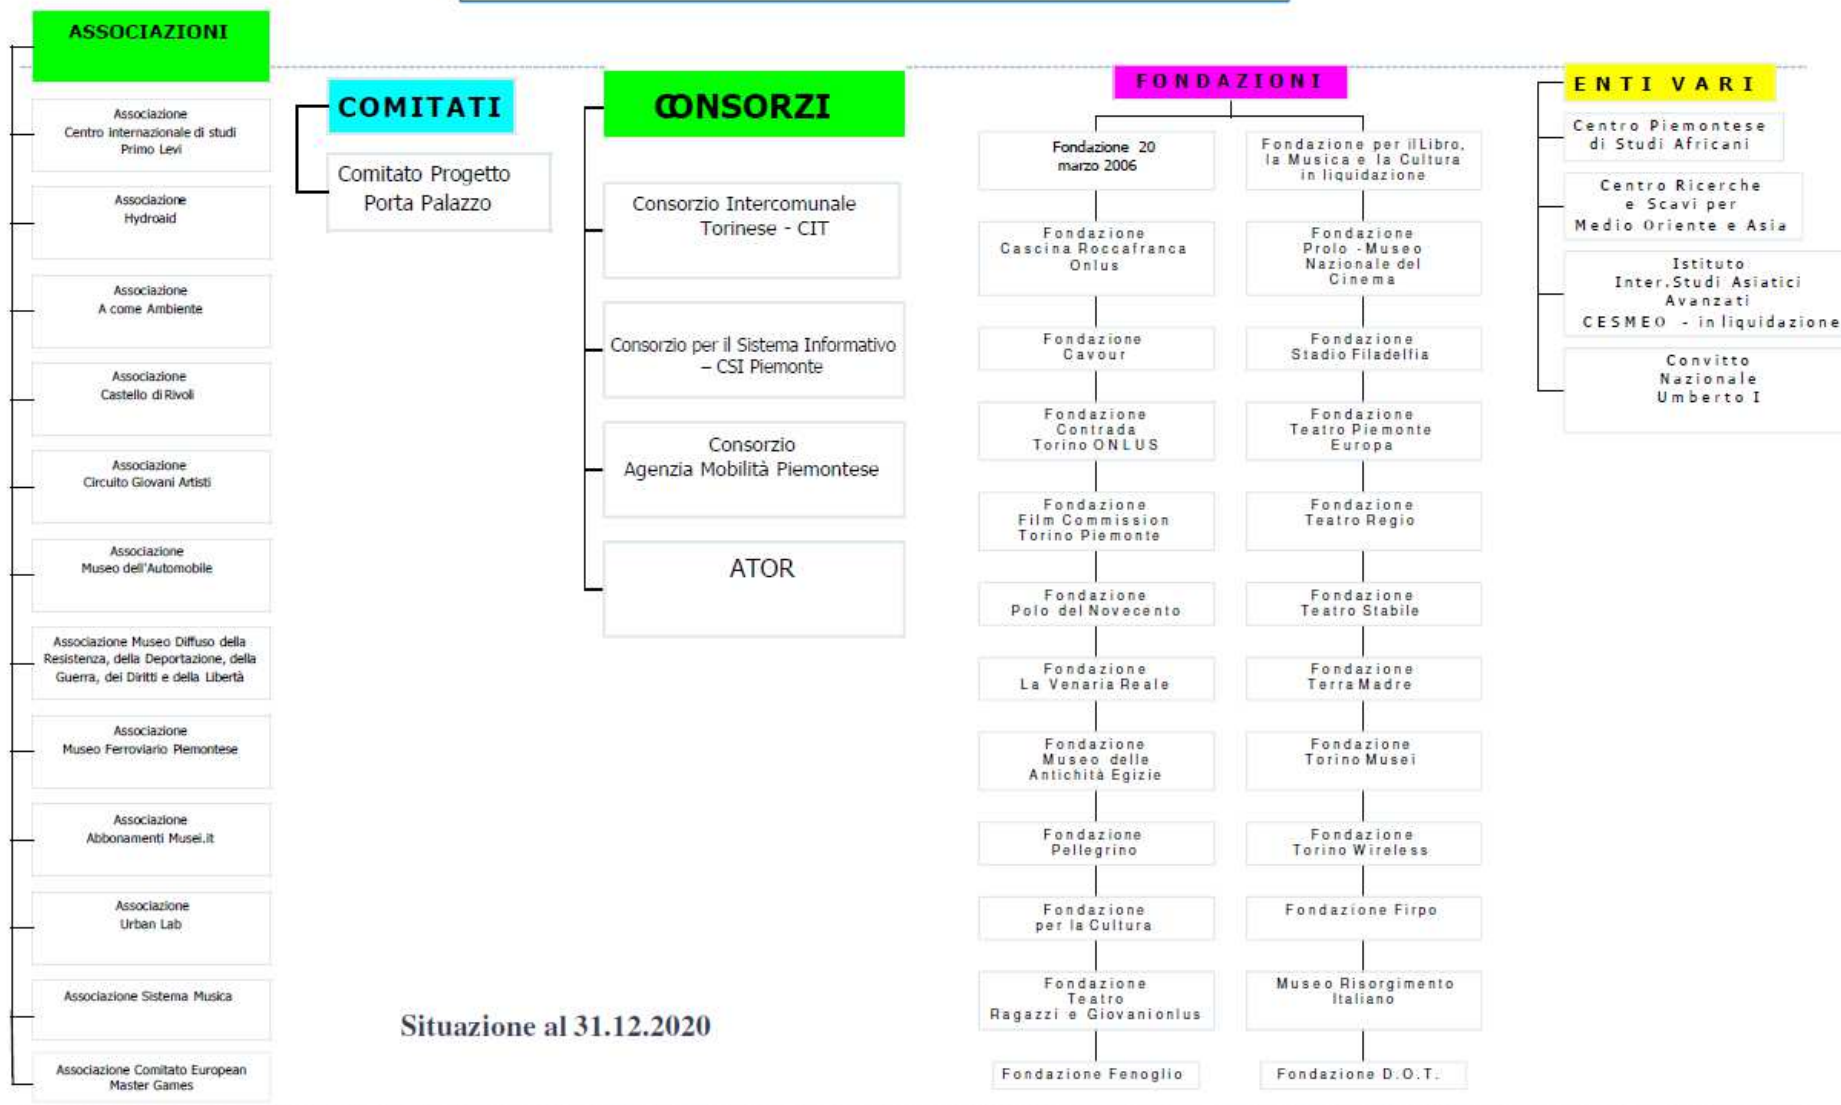 ASSOCIAZIONI
Associazione
Centro internazionale di studi
Primo Levi
Associazione
Hydroaid
Associazione
A come Ambiente
Associazione
Castello di Rivoli
Associazione
Circuito Giovani Artisti
Associazione
Museo dell'Automobile
Associazione Museo Diffuso della
Resistenza, della Deportazione, della
Guerra, dei Diritti e della Libertà
Associazione
Museo Ferroviario Piemontese
Associazione
Abbonamenti Musei.it
Associazione
Urban Lab
Associazione Sistema Musica
Associazione Comitato European
Master Games
COMITATI
Comitato Progetto
Porta Palazzo
CONSORZI
Consorzio Intercomunale
Torinese - CIT
Consorzio per il Sistema Informativo
– CSI Piemonte
Consorzio
Agenzia Mobilità Piemontese
ATOR
Situazione al 31.12.2020
FONDAZIONI
Fondazione 20
marzo 2006
Fondazione
Cascina Roccafranca
Onlus
Fondazione
Cavour
Fondazione
Contrada
Torino ONLUS
Fondazione
Film Commission
Torino Piemonte
Fondazione
Polo del Novecento
Fondazione
La Venaria Reale
Fondazione
Museo delle
Antichità Egizie
Fondazione
Pellegrino
Fondazione
per la Cultura
Fondazione
Teatro
Ragazzi e Giovanionlus
Fondazione Fenoglio
Fondazione per il Libro,
la Musica e la Cultura
in liquidazione
Fondazione
Prolo - Museo
Nazionale del
Cinema
Fondazione
Stadio Filadelfia
Fondazione
Teatro Piemonte
Europa
Fondazione
Teatro Regio
Fondazione
Teatro Stabile
Fondazione
Terra Madre
Fondazione
Torino Musei
Fondazione
Torino Wireless
Fondazione Firpo
Museo Risorgimento
Italiano
Fondazione D.O.T.
ENTI VARI
Centro Piemontese
di Studi Africani
Centro Ricerche
e Scavi per
Medio Oriente e Asia
Istituto
Inter.Studi Asiatici
Avanzati
CESMEO - in liquidazione
Convitto
Nazionale
Umberto I